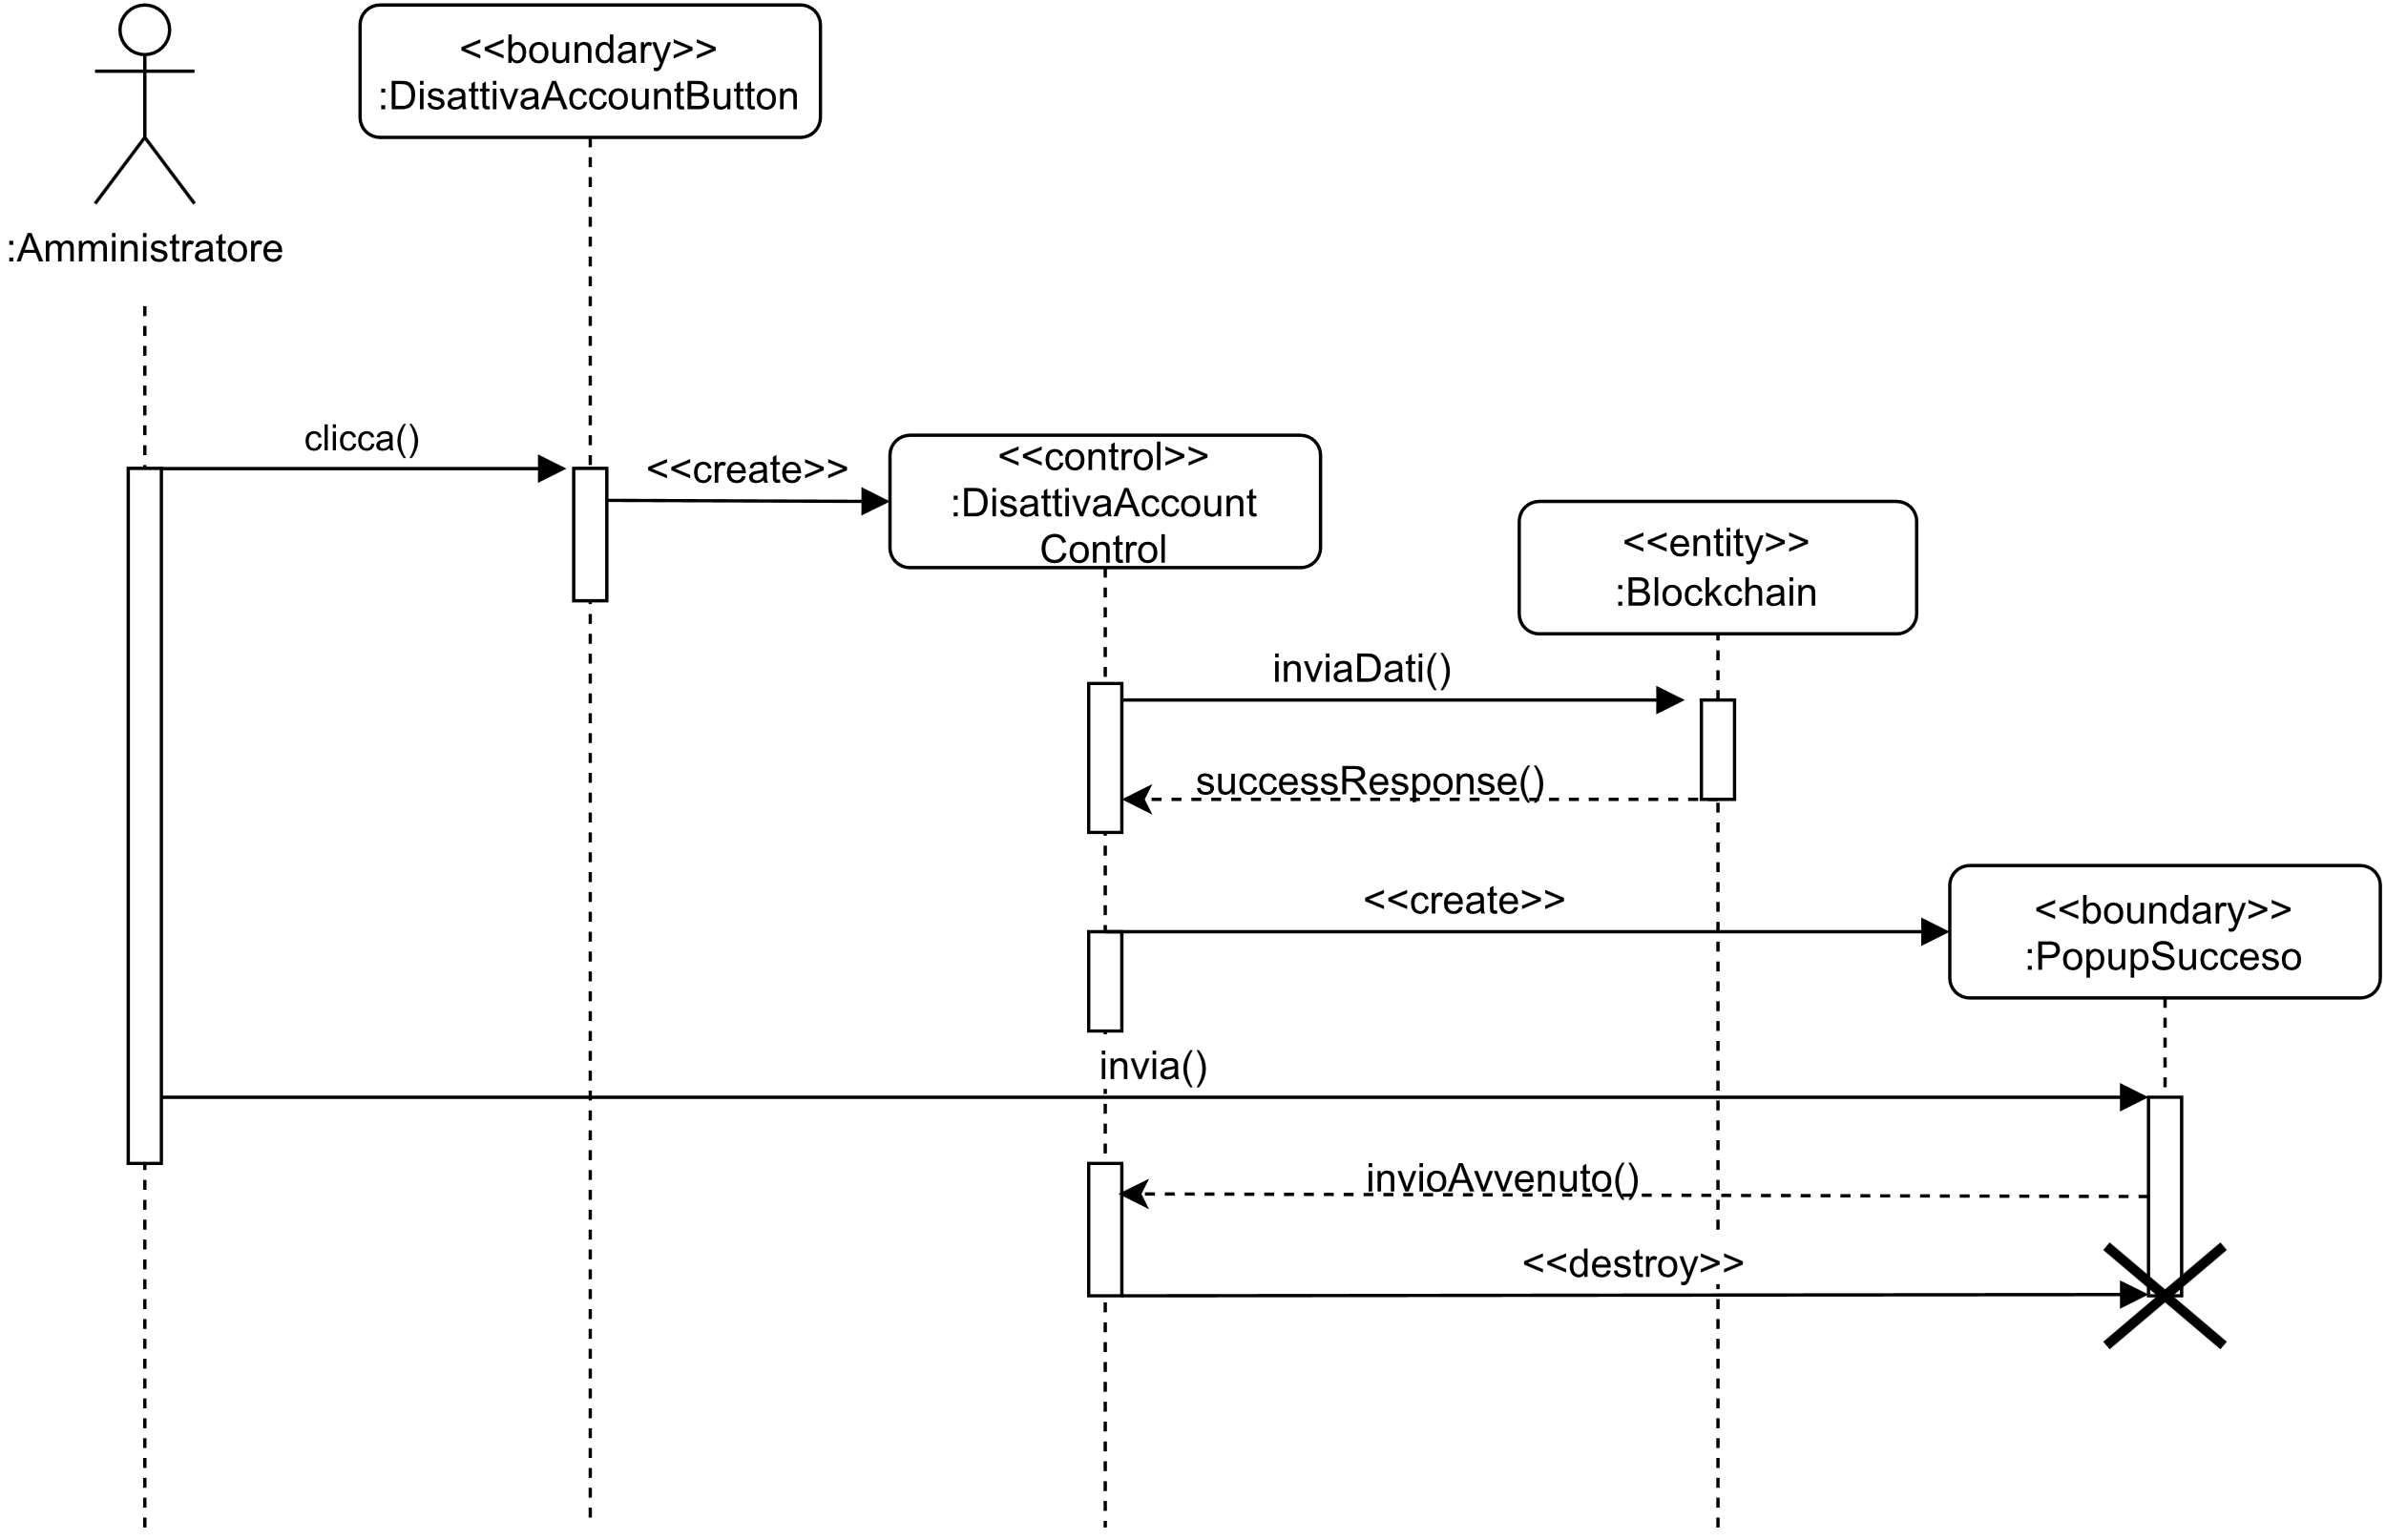 <<boundary>>
:DisattivaAccountButton
:Amministratore
clicca()
<<create>>
<<control>>
:DisattivaAccount
Control
<<entity>>
:Blockchain
inviaDati()
successResponse()
<<create>>
<<boundary>>
:PopupSucceso
invia()
invioAvvenuto()
<<destroy>>